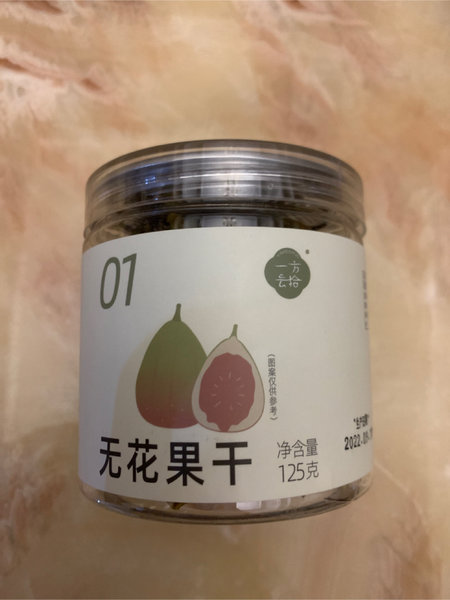 01
一方
云拾
（图案仅供参考）
无花果干
净含量
125克